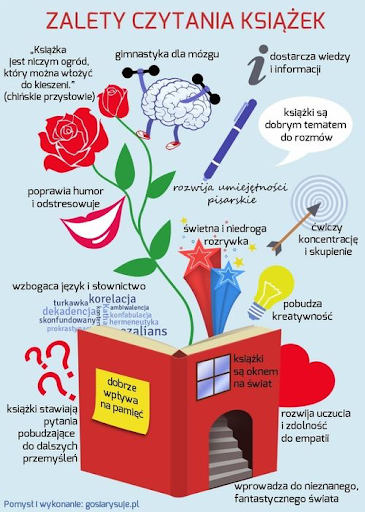 ZALETY CZYTANIA KSIĄŻEK
„Książka
jest niczym ogród,
który można włożyć
do kieszeni.”
(chińskie przysłowie)
gimnastyka dla mózgu
dostarcza wiedzy
i informacji
książki są
dobrym tematem
do rozmów
rozwija umiejętności
pisarskie
poprawia humor
i odstresowuje
świetna i niedroga
rozrywka
ćwiczy
koncentrację
i skupienie
wzbogaca język i słownictwo
turkawka
korelacja
ambiwalencja
dekadencja
konfabulacja
skonfundowany
hermeneutyka
pobudza
kreatywność
książki
są oknem
na świat
dobrze
wpływa
na pamięć
???
książki stawiają
pytania
pobudzające
do dalszych
przemyśleń
rozwija uczucia
i zdolność
do empatii
wprowadza do nieznanego,
fantastycznego świata
Pomysł i wykonanie: gosiarysuje.pl